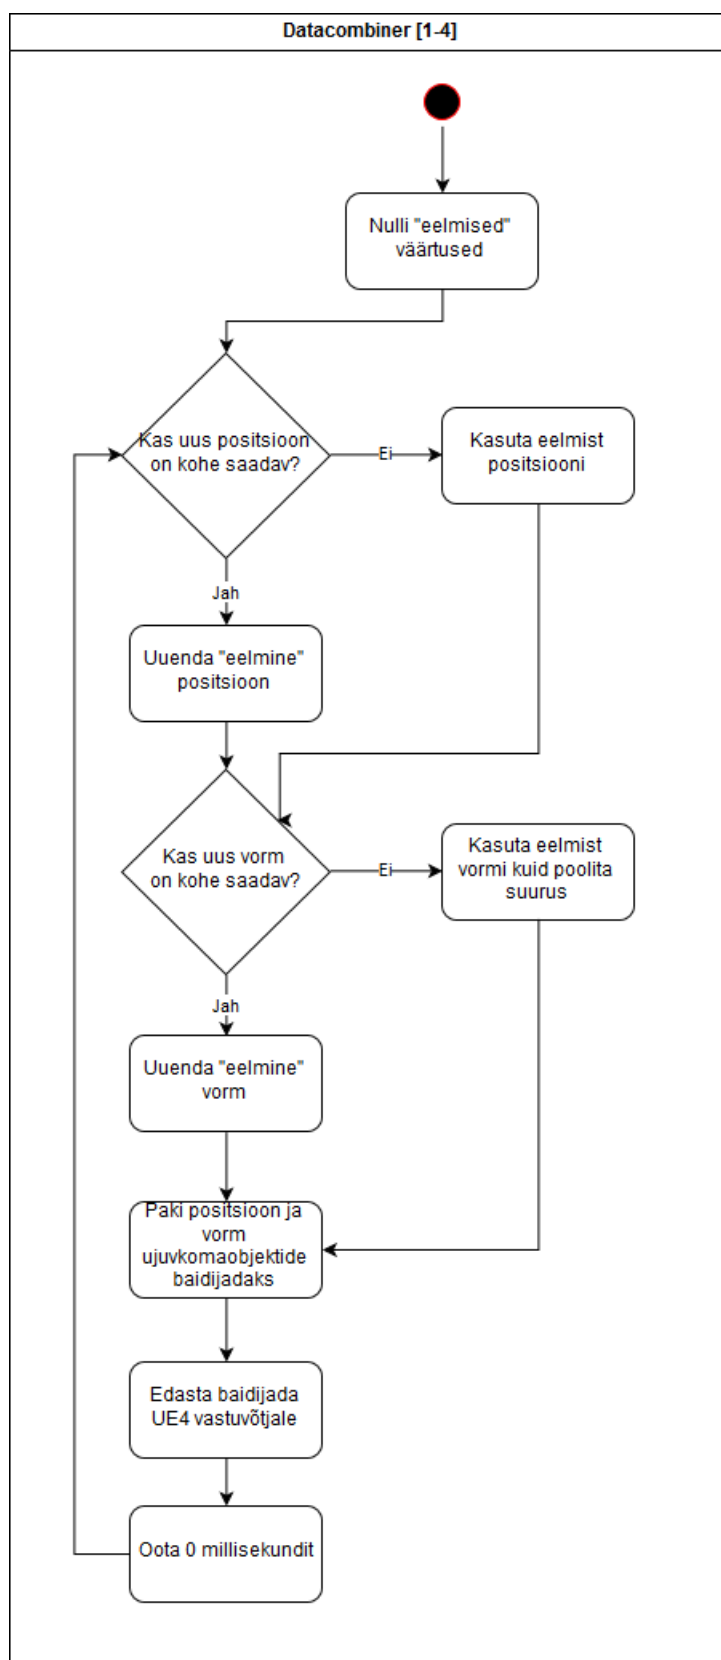 Datacombiner [1-4]
Nulli "eelmised"
väärtused
Kas uus positsioon
on kohe saadav?
Ei
Kasuta eelmist
positsiooni
Jah
Uuenda "eelmine"
positsioon
Kas uus vorm
on kohe saadav?
Ei
Kasuta eelmist
vormi kuid poolita
suurus
Jah
Uuenda "eelmine"
vorm
Paki positsioon ja
vorm
ujuvkomaobjektide
baidijadaks
Edasta baidijada
UE4 vastuvõtjale
Oota 0 millisekundit